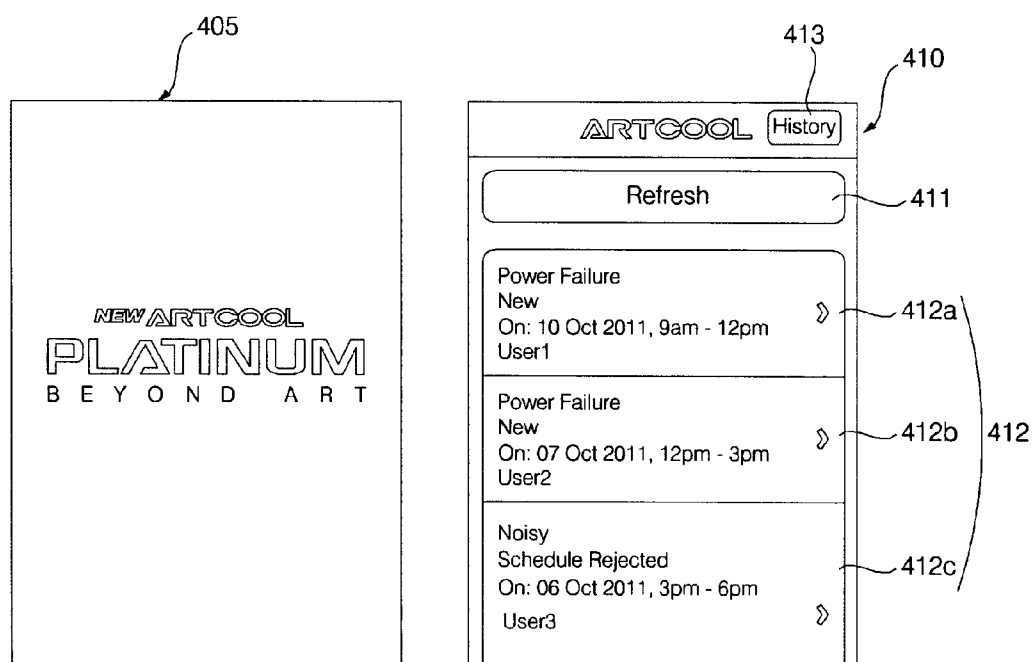 405
NEW ARTCOOL
PLATINUM
BEYOND ART
413
410
ARTCOOL
History
Refresh
411
Power Failure
New
On: 10 Oct 2011, 9am - 12pm
User1
412a
Power Failure
New
On: 07 Oct 2011, 12pm - 3pm
User2
412b
412
Noisy
Schedule Rejected
On: 06 Oct 2011, 3pm - 6pm
User3
412c